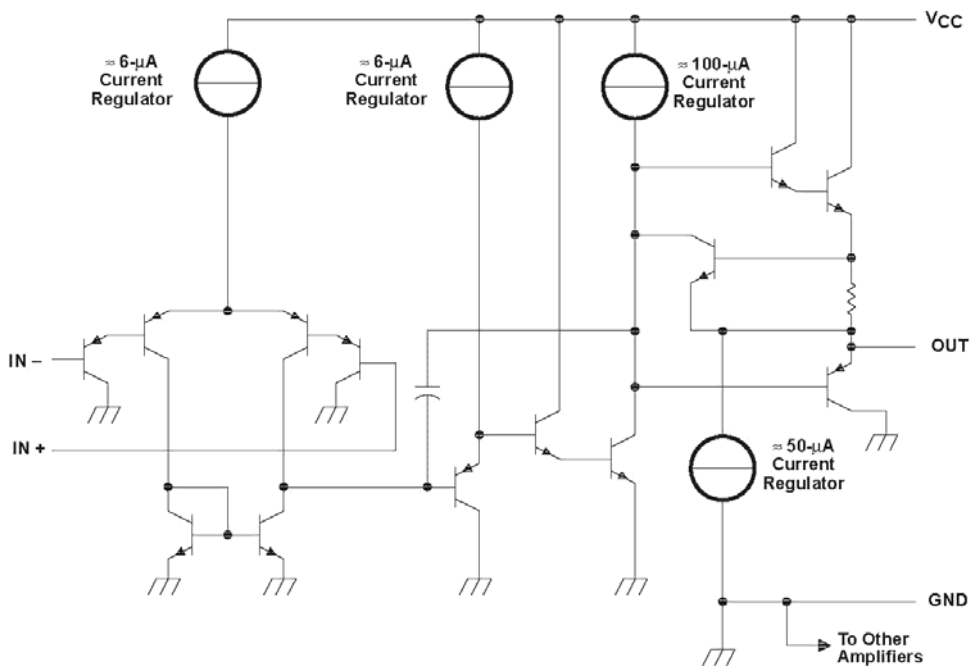 VCC
≈ 6-μA
Current
Regulator
≈ 6-μA
Current
Regulator
≈ 100-μA
Current
Regulator
IN −
OUT
IN +
≈ 50-μA
Current
Regulator
GND
To Other
Amplifiers